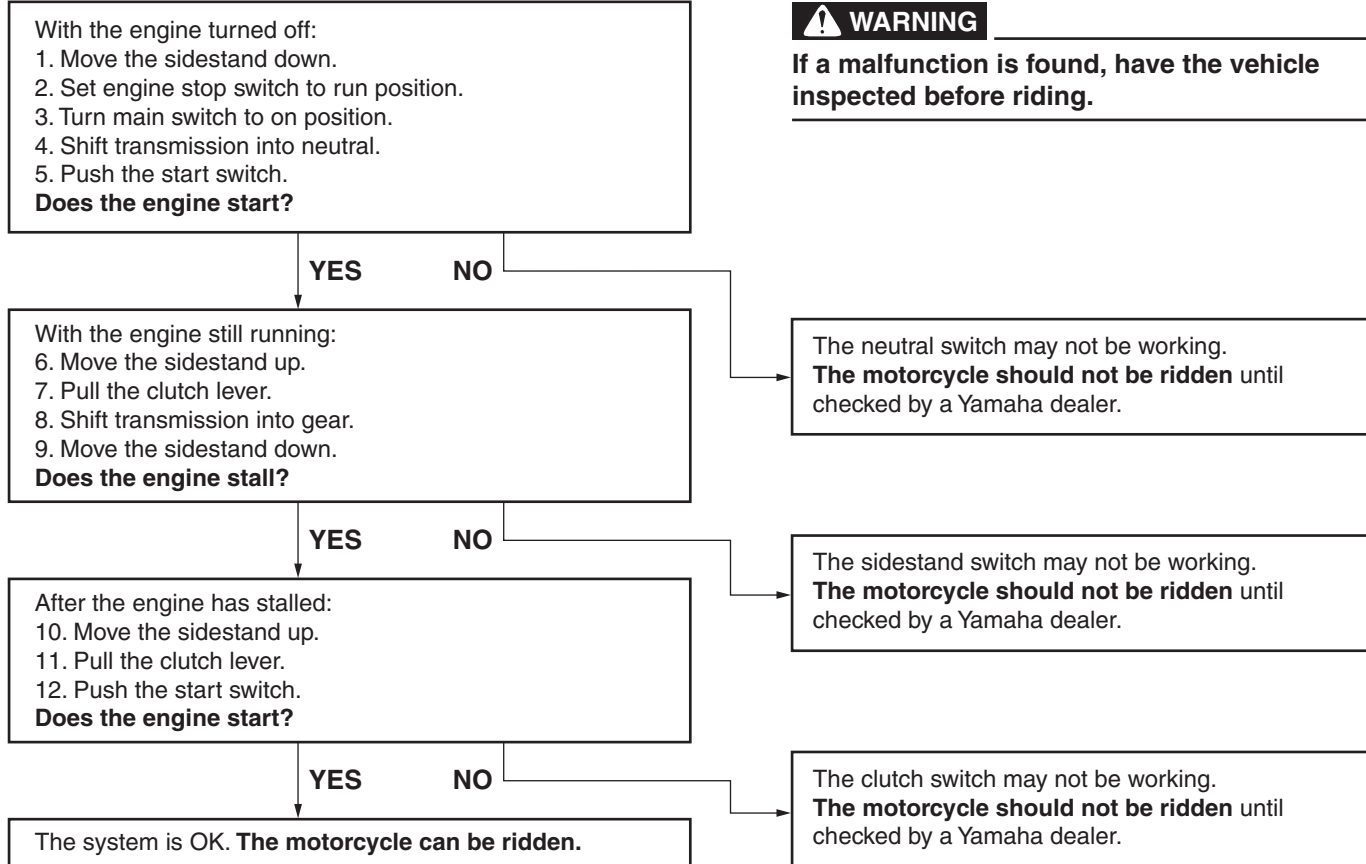 With the engine turned off:
1. Move the sidestand down.
2. Set engine stop switch to run position.
3. Turn main switch to on position.
4. Shift transmission into neutral.
5. Push the start switch.
Does the engine start?
WARNING
If a malfunction is found, have the vehicle
inspected before riding.
YES NO
With the engine still running:
6. Move the sidestand up.
7. Pull the clutch lever.
8. Shift transmission into gear.
9. Move the sidestand down.
Does the engine stall?
The neutral switch may not be working.
The motorcycle should not be ridden until
checked by a Yamaha dealer.
YES NO
After the engine has stalled:
10. Move the sidestand up.
11. Pull the clutch lever.
12. Push the start switch.
Does the engine start?
The sidestand switch may not be working.
The motorcycle should not be ridden until
checked by a Yamaha dealer.
YES NO
The system is OK. The motorcycle can be ridden.
The clutch switch may not be working.
The motorcycle should not be ridden until
checked by a Yamaha dealer.